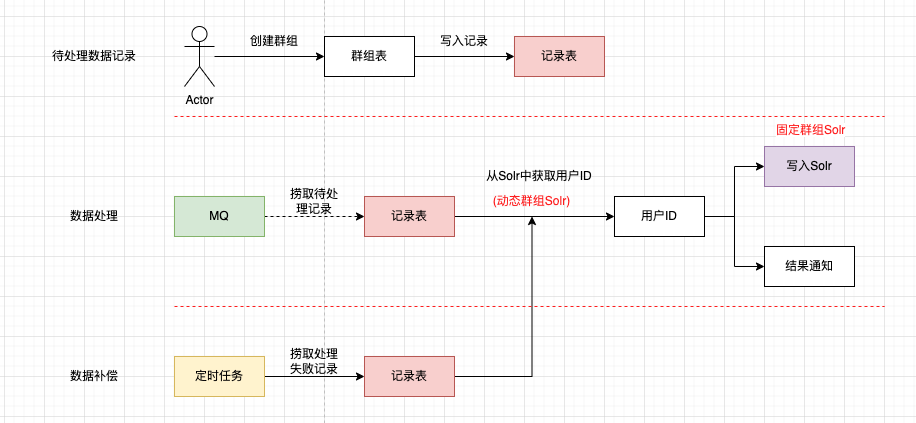 待处理数据记录
Actor
创建群组
群组表
写入记录
记录表
固定群组Solr
数据处理
MQ
捞取待处
理记录
记录表
从Solr中获取用户ID
(动态群组Solr)
用户ID
写入Solr
结果通知
数据补偿
定时任务
捞取处理
失败记录
记录表